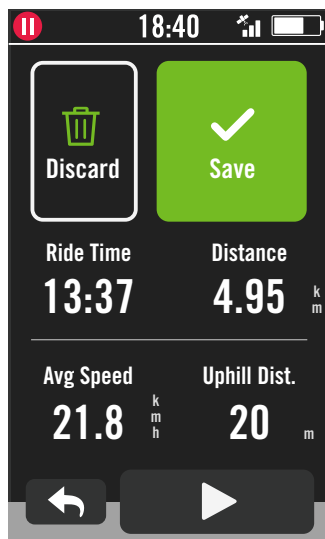 18:40
Discard Save
Ride Time Distance
13:37 4.95 km
Avg Speed Uphill Dist.
21.8 kmh 20 m